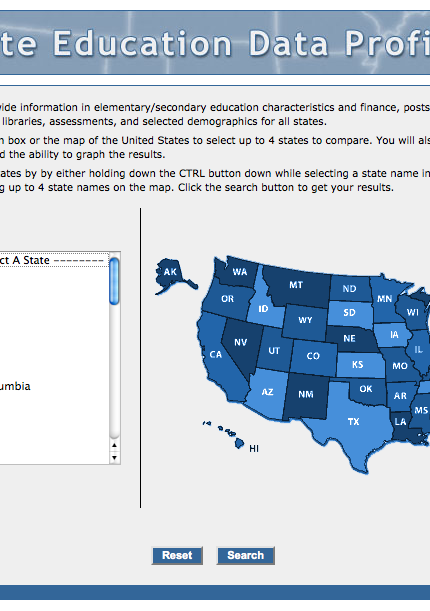 te Education Data Profi
vide information in elementary/secondary education characteristics and finance, posts
libraries, assessments, and selected demographics for all states.
n box or the map of the United States to select up to 4 states to compare. You will als
d the ability to graph the results.
ates by by either holding down the CTRL button down while selecting a state name in
g up to 4 state names on the map. Click the search button to get your results.
ct A State --------
umbia
AK
WA
MT
ND
MN
OR
ID
SD
WI
WY
IA
NE
NV
UT
CO
IL
CA
KS
MO
AZ
NM
OK
AR
MS
TX
LA
HI
Reset Search